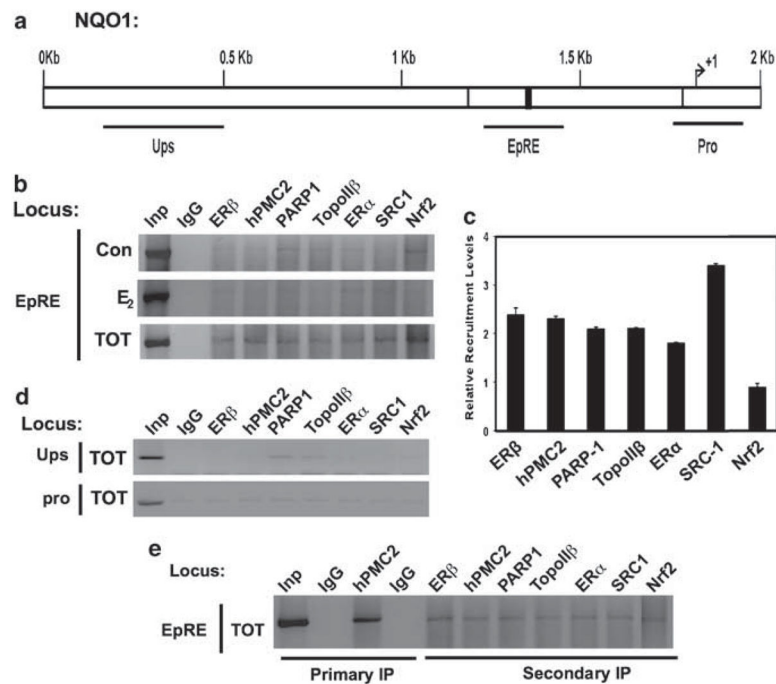 a NQO1:
0Kb 0.5 Kb 1 Kb 1.5 Kb +1 2 Kb
Ups EpRE Pro
b
Locus: Inp IgG ERβ hPMC2 PARP1 TopoIIβ ERα SRC1 Nrf2
Con
EpRE E2
TOT
c
Relative Recruitment Levels
4
3
2
1
0
ERβ hPMC2 PARP-1 TopoIIβ ERα SRC-1 Nrf2
d
Locus: Inp IgG ERβ hPMC2 PARP1 TopoIIβ ERα SRC1 Nrf2
Ups TOT
pro TOT
e
Locus: Inp IgG hPMC2 IgG ERβ hPMC2 PARP1 TopoIIβ ERα SRC1 Nrf2
EpRE TOT
Primary IP Secondary IP